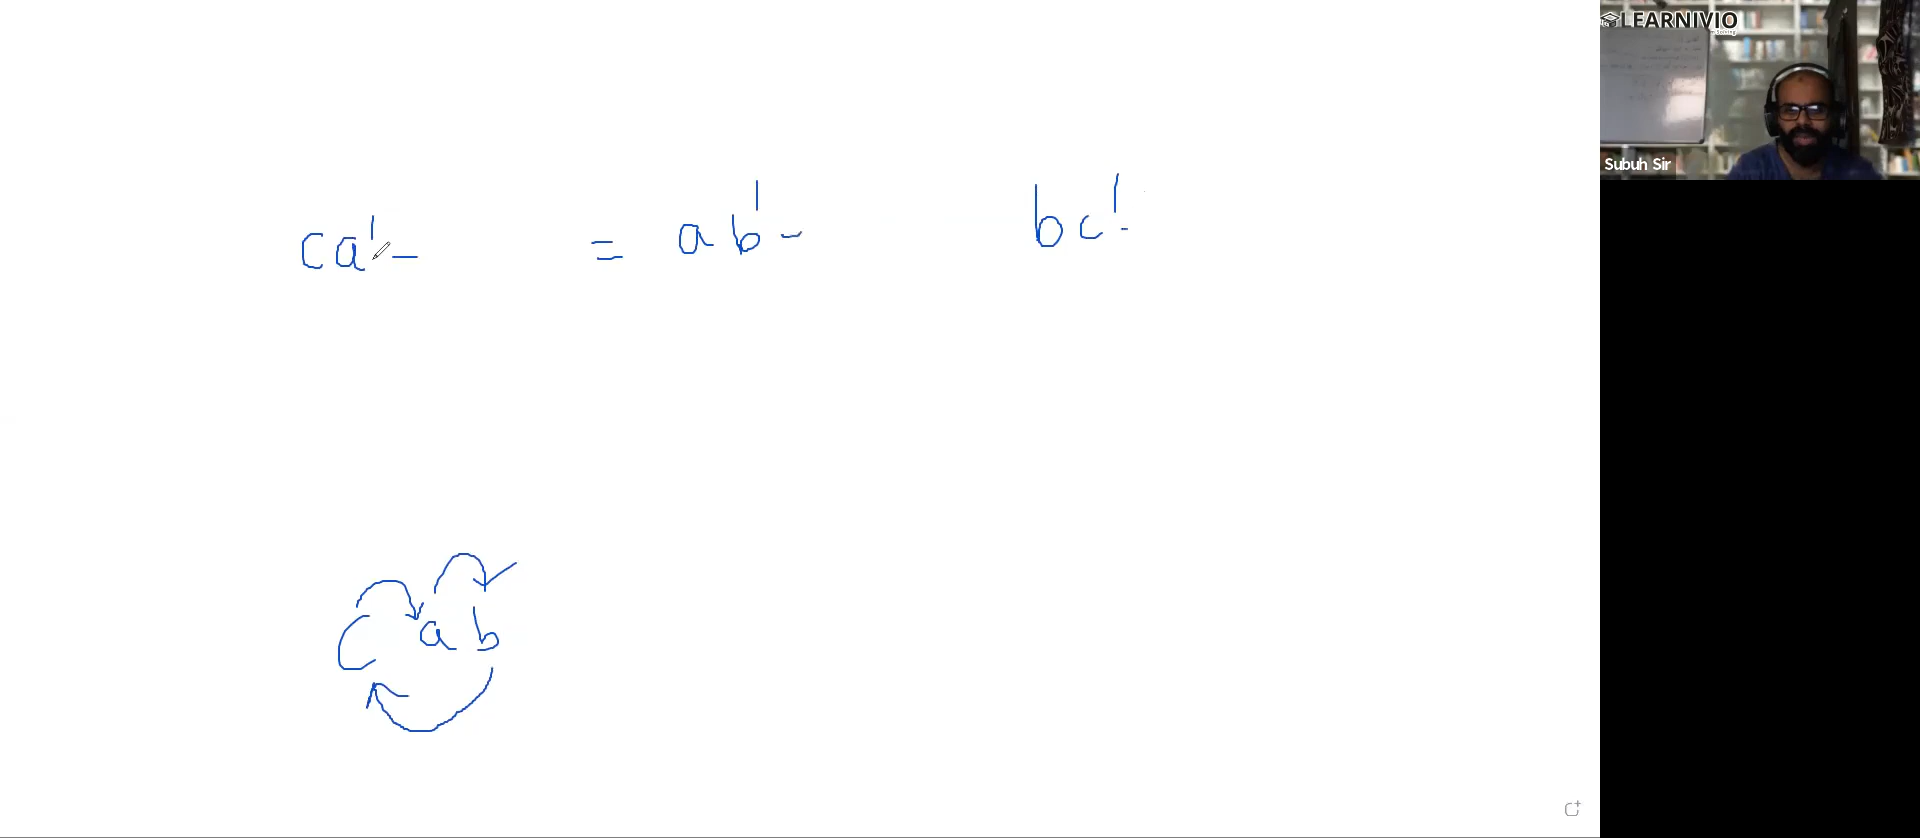 LEARNIVIO
Subuh Sir
ca' - = ab' - bc' -
c a b